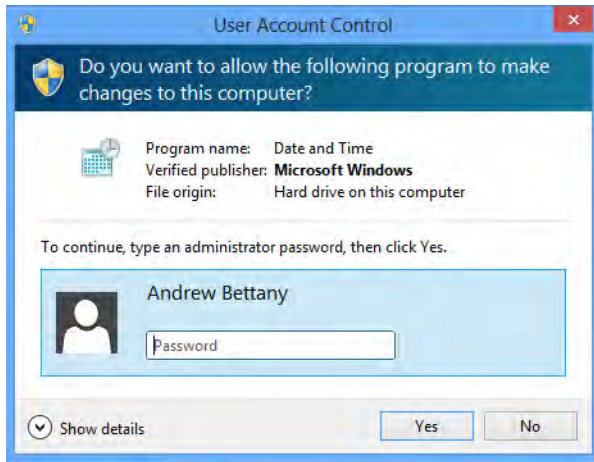 User Account Control
Do you want to allow the following program to make
changes to this computer?
Program name: Date and Time
Verified publisher: Microsoft Windows
File origin: Hard drive on this computer
To continue, type an administrator password, then click Yes.
Andrew Bettany
Password
Show details Yes No